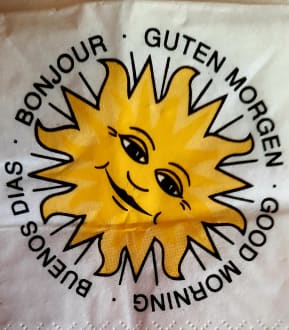 BONJOUR · GUTEN MORGEN · GOOD MORNING · BUENOS DIAS ·